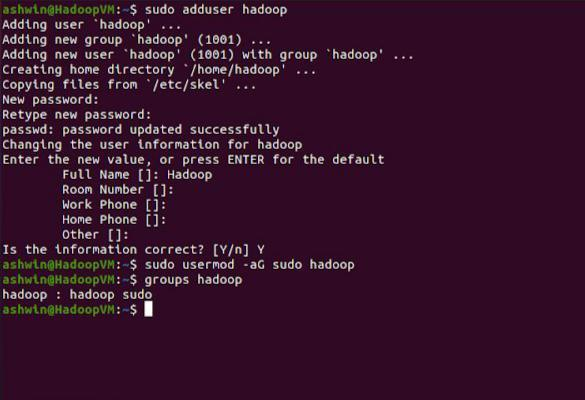 ashwin@HadoopVM:~$ sudo adduser hadoop
Adding user `hadoop' ...
Adding new group `hadoop' (1001) ...
Adding new user `hadoop' (1001) with group `hadoop' ...
Creating home directory `/home/hadoop' ...
Copying files from `/etc/skel' ...
New password:
Retype new password:
passwd: password updated successfully
Changing the user information for hadoop
Enter the new value, or press ENTER for the default
Full Name []: Hadoop
Room Number []:
Work Phone []:
Home Phone []:
Other []:
Is the information correct? [Y/n] Y
ashwin@HadoopVM:~$ sudo usermod -aG sudo hadoop
ashwin@HadoopVM:~$ groups hadoop
hadoop : hadoop sudo
ashwin@HadoopVM:~$